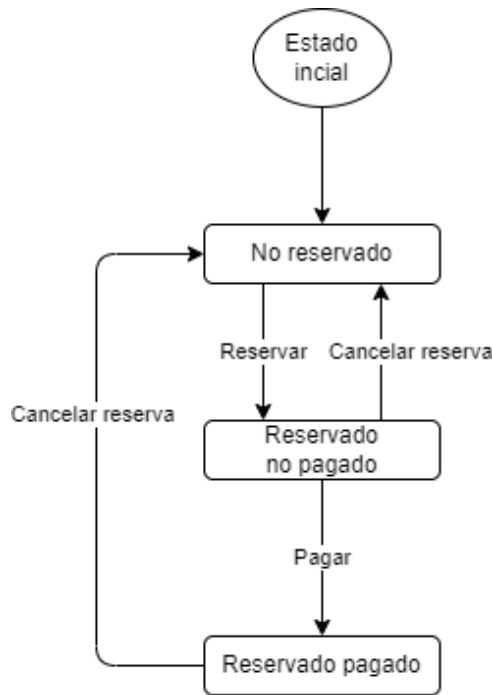 Estado
incial
No reservado
Reservar
Cancelar reserva
Cancelar reserva
Reservado
no pagado
Pagar
Reservado pagado